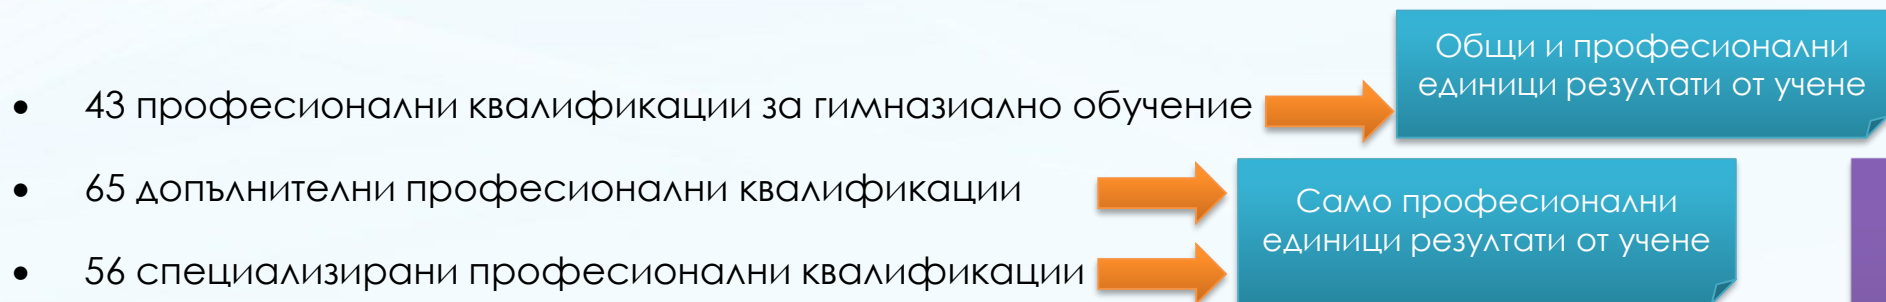 Общи и професионални
единици резултати от учене
• 43 професионални квалификации за гимназиално обучение
• 65 допълнителни професионални квалификации
Само професионални
единици резултати от учене
• 56 специализирани професионални квалификации